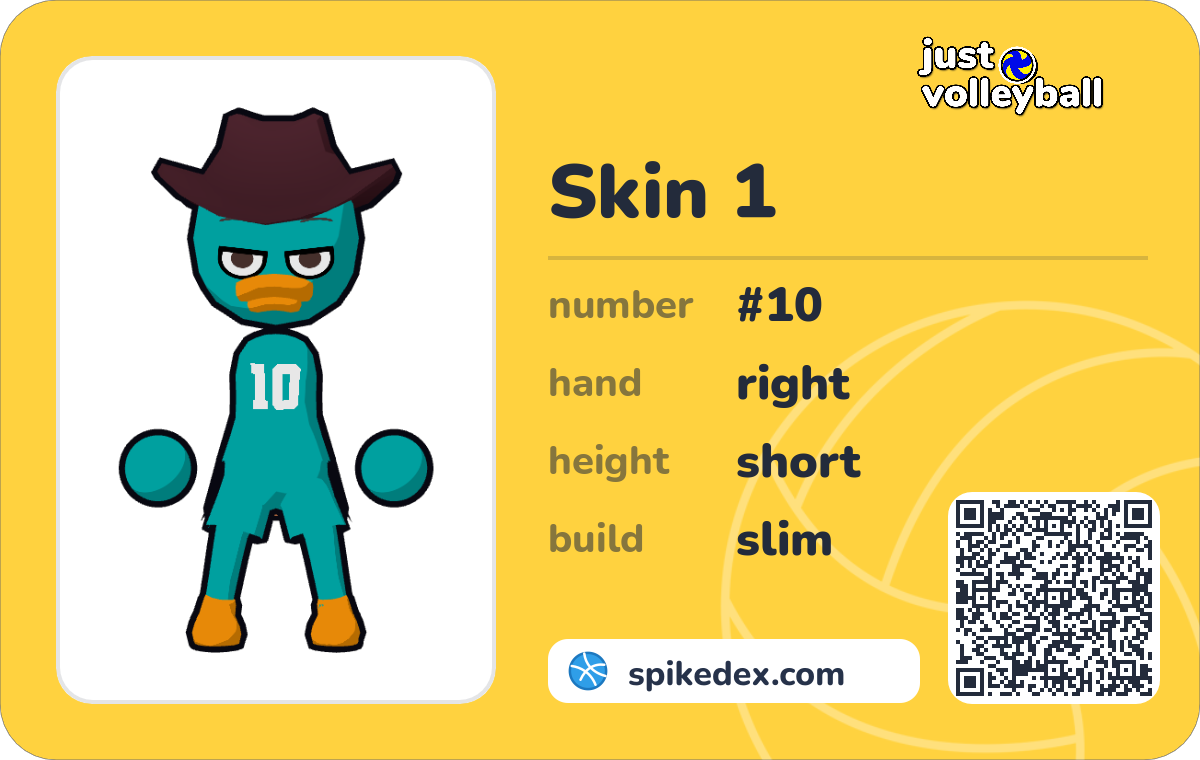 just
volleyball
Skin 1
number #10
hand right
height short
build slim
10
spikedex.com